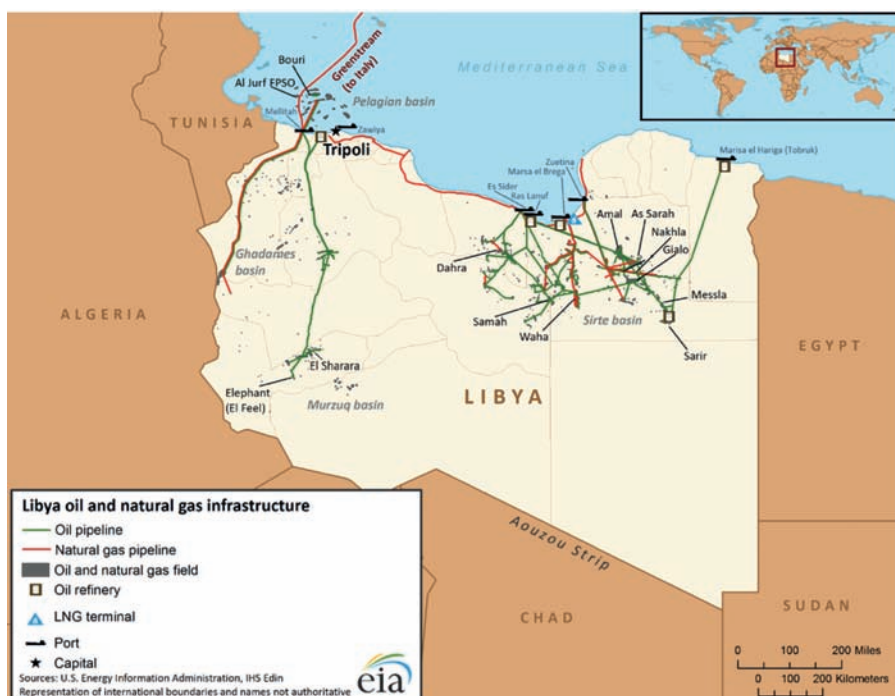 Greenstream
(to Italy)
Mediterranean Sea
Bouri
Al Jurf FPSO
Pelagian basin
Mellitah
Zawiya
TUNISIA
Tripoli
Marisa el Hariga (Tobruk)
Zuetina
Marsa el Brega
Ras Lanuf
Es Sider
Amal
As Sarah
Nakhla
Gialo
Ghadames
basin
Dahra
Messla
ALGERIA
Samah
Sirte basin
Waha
EGYPT
Sarir
El Sharara
Elephant
(El Feel)
Murzuq basin
LIBYA
Libya oil and natural gas infrastructure
Oil pipeline
Natural gas pipeline
Oil and natural gas field
Oil refinery
LNG terminal
Port
Capital
Sources: U.S. Energy Information Administration, IHS Edin
Representation of international boundaries and names not authoritative
eia
Aouzou Strip
CHAD
SUDAN
0 100 200 Miles
0 100 200 Kilometers